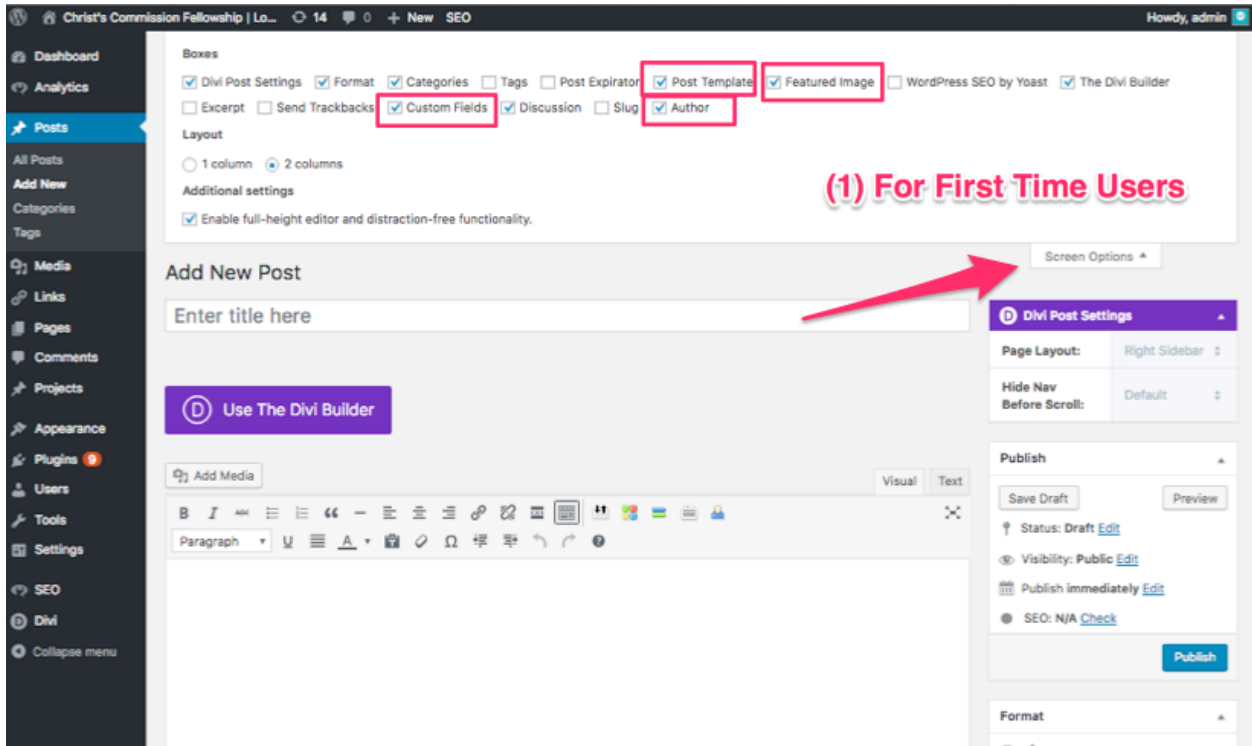 Christ's Commission Fellowship | Lo... 14 0 + New SEO Howdy, admin
Dashboard
Analytics
Posts
All Posts
Add New
Categories
Tags
Media
Links
Pages
Comments
Projects
Appearance
Plugins 9
Users
Tools
Settings
SEO
Divi
Collapse menu
Boxes
Divi Post Settings Format Categories Tags Post Expirator Post Template Featured Image WordPress SEO by Yoast The Divi Builder
Excerpt Send Trackbacks Custom Fields Discussion Slug Author
Layout
1 column 2 columns
Additional settings
Enable full-height editor and distraction-free functionality.
(1) For First Time Users
Screen Options
Add New Post
Enter title here
Use The Divi Builder
Add Media
Visual Text
B I ABC
Paragraph U A Ω
Divi Post Settings
Page Layout: Right Sidebar
Hide Nav
Before Scroll: Default
Publish
Save Draft Preview
Status: Draft Edit
Visibility: Public Edit
Publish immediately Edit
SEO: N/A Check
Publish
Format